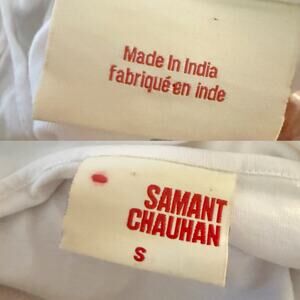 Made In India
fabriqué en inde
SAMANT
CHAUHAN
S